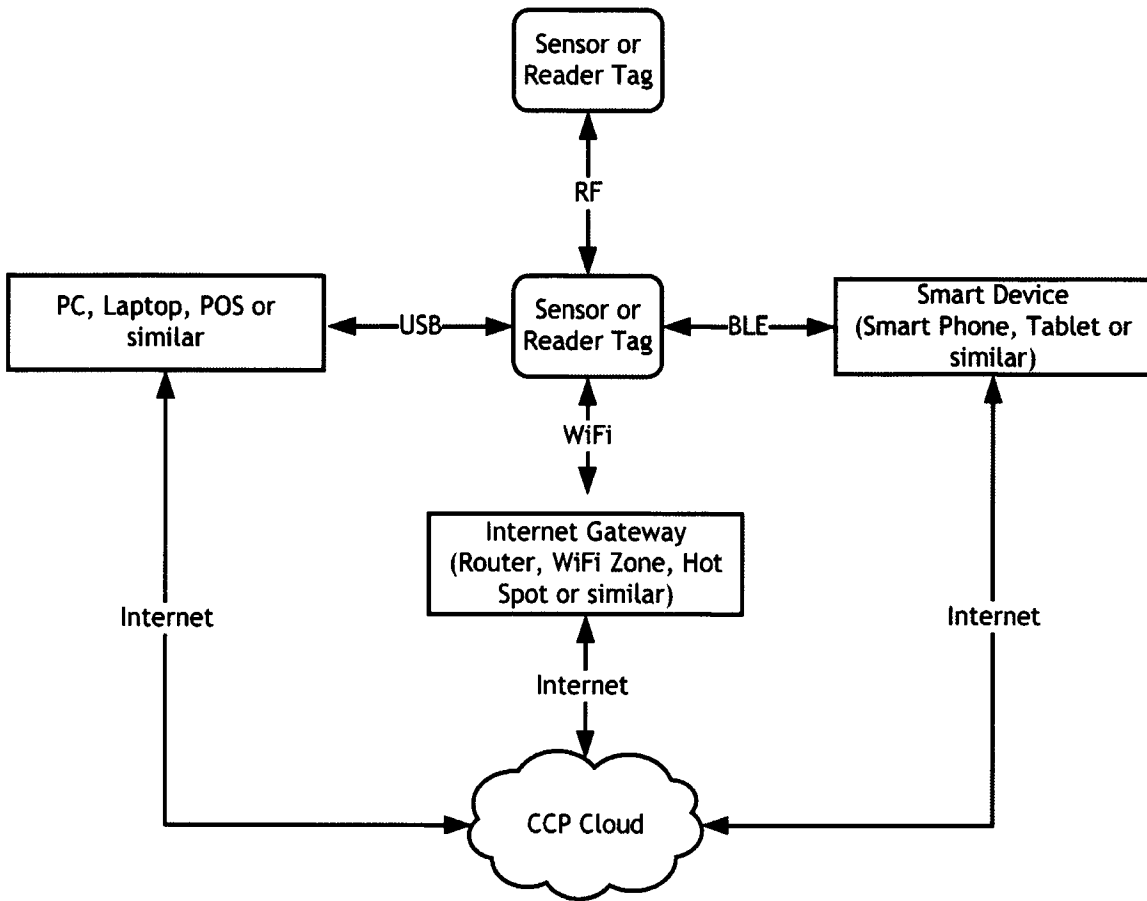 Sensor or
Reader Tag
RF
PC, Laptop, POS or
similar
USB
Sensor or
Reader Tag
BLE
Smart Device
(Smart Phone, Tablet or
similar)
WiFi
Internet Gateway
(Router, WiFi Zone, Hot
Spot or similar)
Internet
Internet
Internet
CCP Cloud